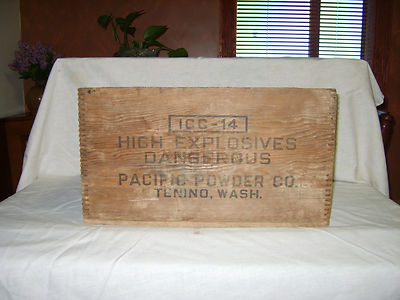 ICC-14
HIGH EXPLOSIVES
DANGEROUS
PACIFIC POWDER CO.
TENINO, WASH.